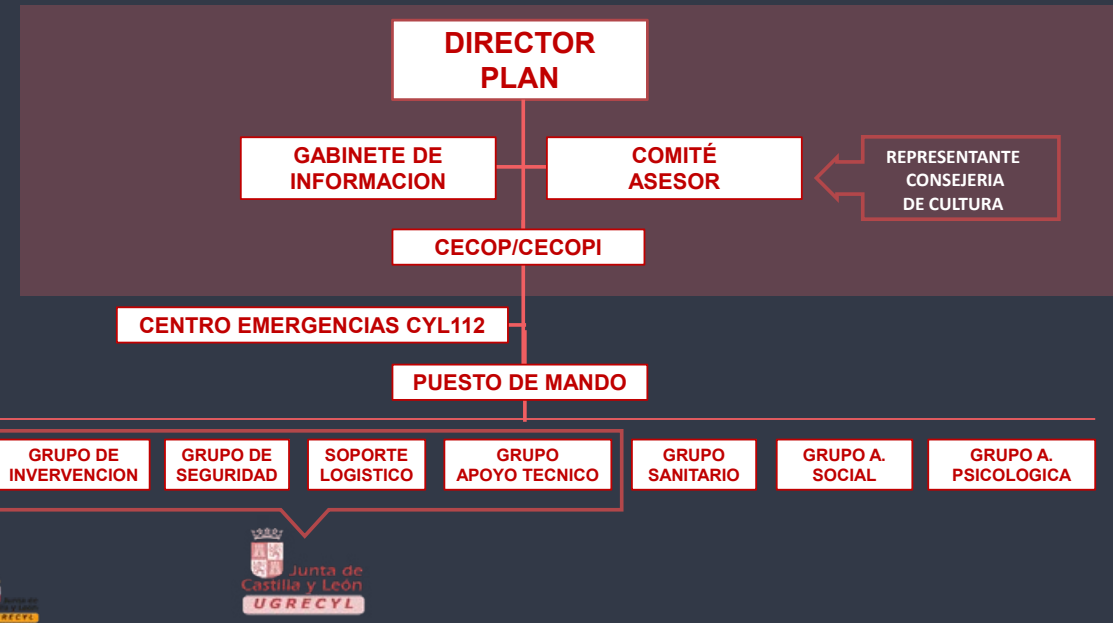 DIRECTOR
PLAN
GABINETE DE
INFORMACION
COMITÉ
ASESOR
REPRESENTANTE
CONSEJERIA
DE CULTURA
CECOP/CECOPI
CENTRO EMERGENCIAS CYL112
PUESTO DE MANDO
GRUPO DE
INVERVENCION
GRUPO DE
SEGURIDAD
SOPORTE
LOGISTICO
GRUPO
APOYO TECNICO
GRUPO
SANITARIO
GRUPO A.
SOCIAL
GRUPO A.
PSICOLOGICA
Junta de
Castilla y León
UGRECYL